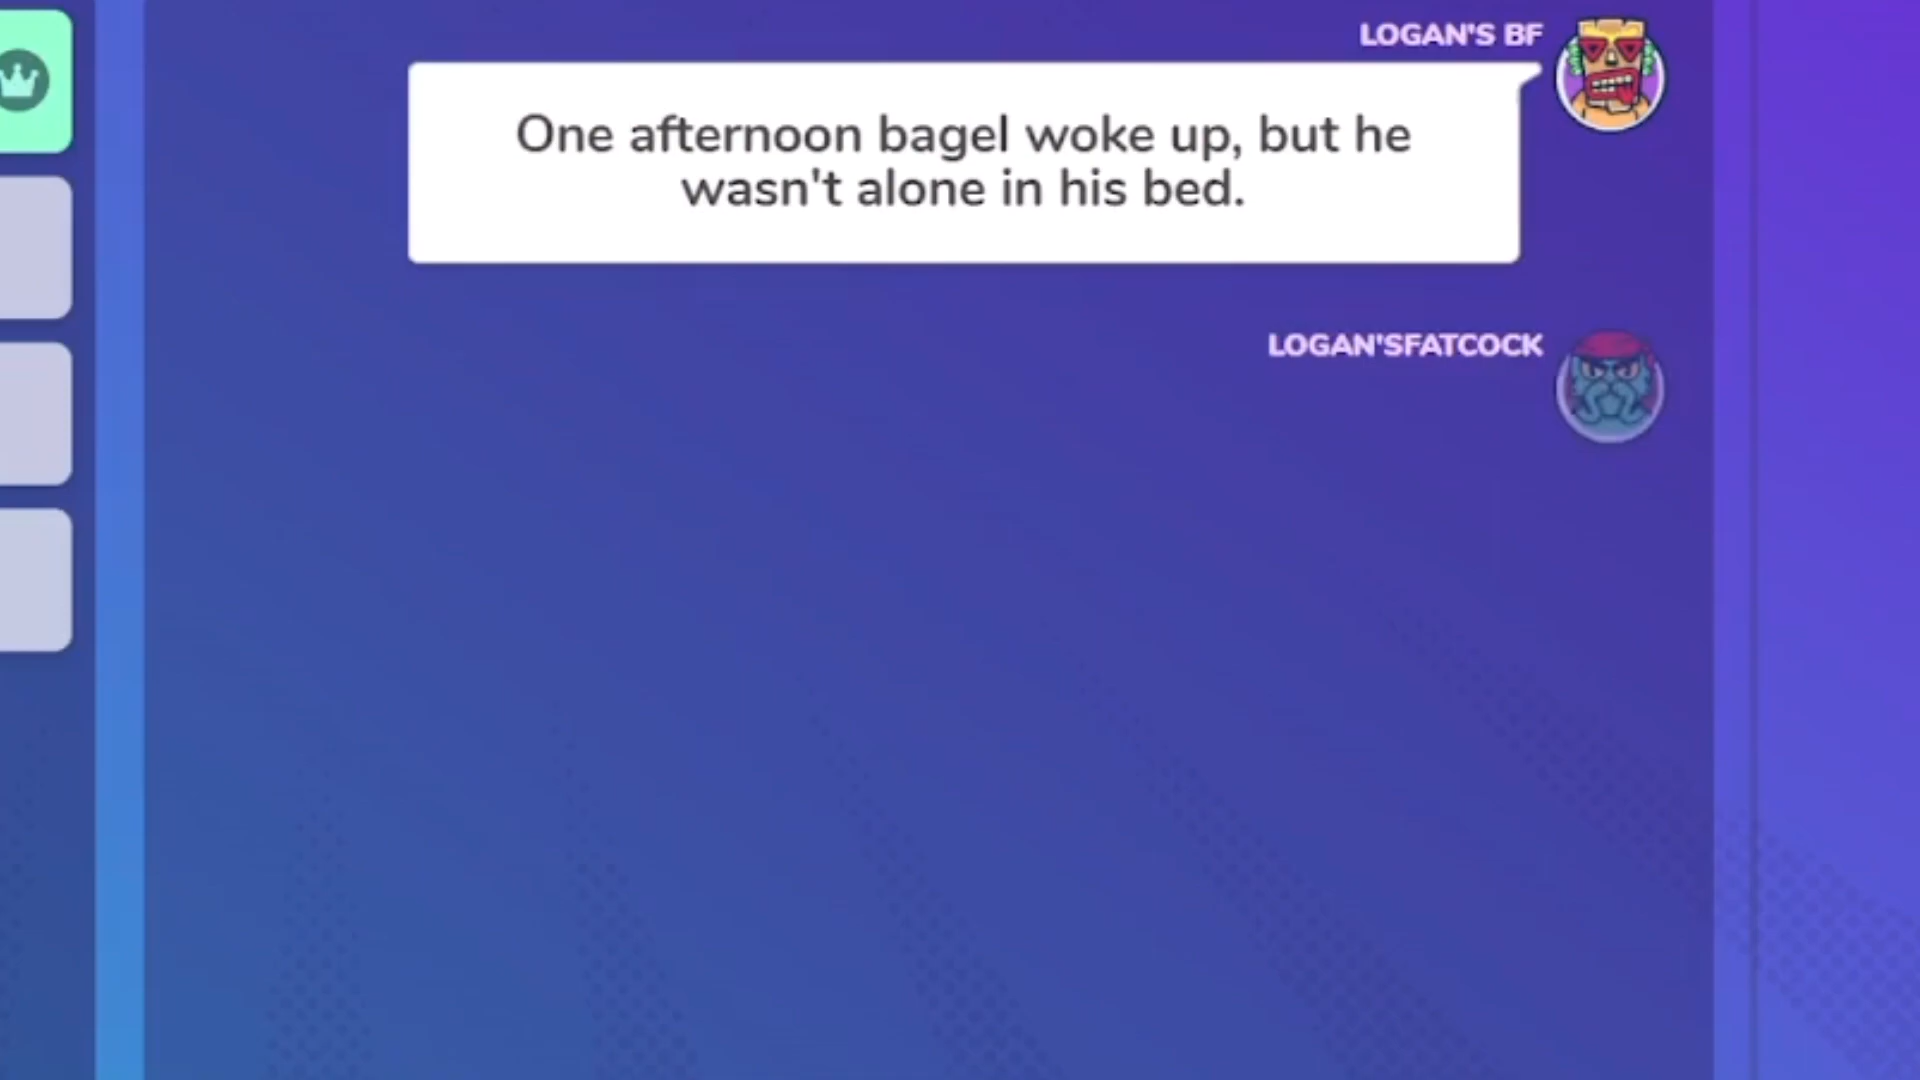 LOGAN'S BF
One afternoon bagel woke up, but he
wasn't alone in his bed.
LOGAN'SFATCOCK